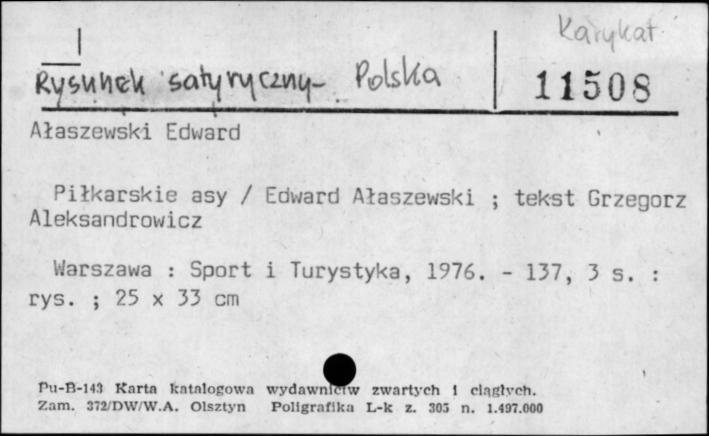 Karykat.
Rysunek satyryczny - Polska
11508
Ałaszewski Edward
Piłkarskie asy / Edward Ałaszewski ; tekst Grzegorz
Aleksandrowicz
Warszawa : Sport i Turystyka, 1976. - 137, 3 s. :
rys. ; 25 x 33 cm
Pu-B-143 Karta katalogowa wydawnictw zwartych i ciągłych.
Zam. 372/DW/W.A. Olsztyn Poligrafika L-k z. 305 n. 1.497.000